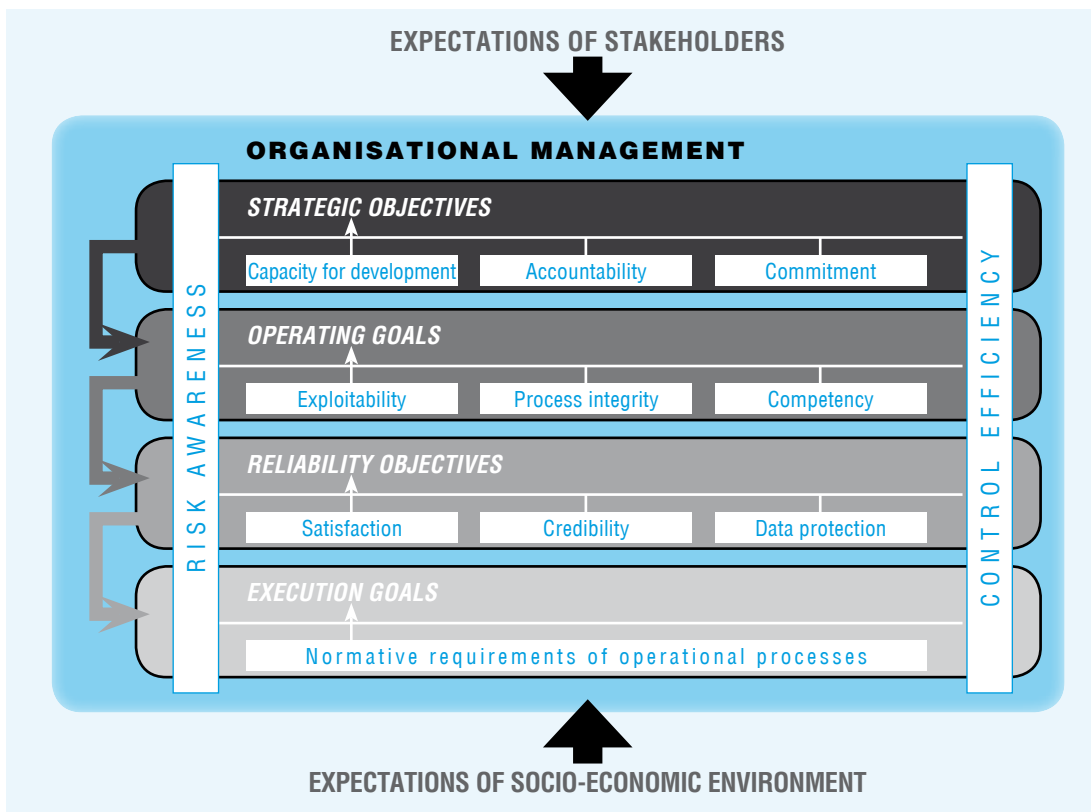 EXPECTATIONS OF STAKEHOLDERS
ORGANISATIONAL MANAGEMENT
RISK AWARENESS
STRATEGIC OBJECTIVES
Capacity for development
Accountability
Commitment
OPERATING GOALS
Exploitability
Process integrity
Competency
RELIABILITY OBJECTIVES
Satisfaction
Credibility
Data protection
EXECUTION GOALS
Normative requirements of operational processes
CONTROL EFFICIENCY
EXPECTATIONS OF SOCIO-ECONOMIC ENVIRONMENT